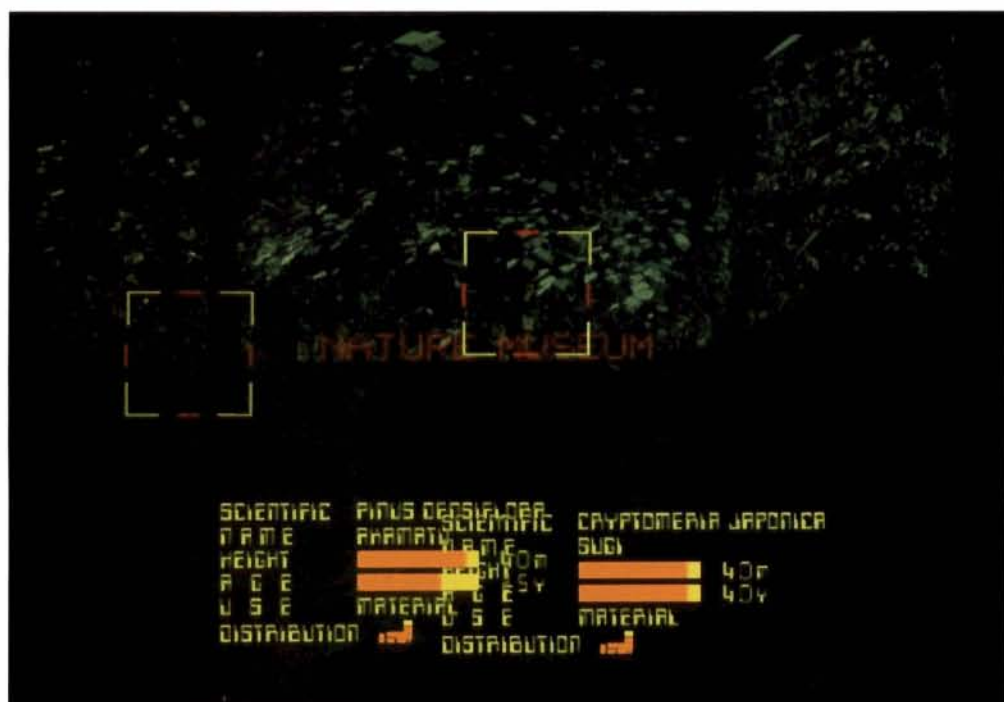 NATURE MUSEUM
SCIENTIFIC PINUS DENSIFLORA
NAME AKAMATU
HEIGHT
AGE
USE MATERIAL
DISTRIBUTION
SCIENTIFIC CRYPTOMERIA JAPONICA
NAME SUGI
HEIGHT 40m
AGE 40y
USE MATERIAL
DISTRIBUTION